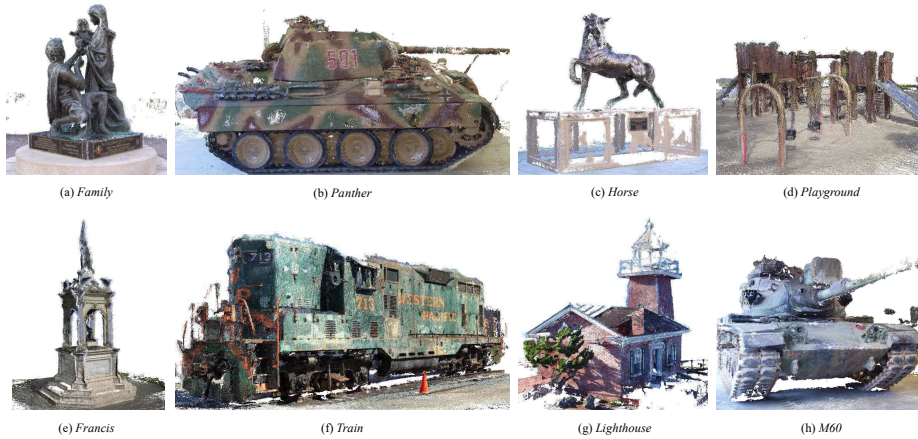 501
(a) Family
(b) Panther
(c) Horse
(d) Playground
713
713
WESTERN
PACIFIC
(e) Francis
(f) Train
(g) Lighthouse
(h) M60